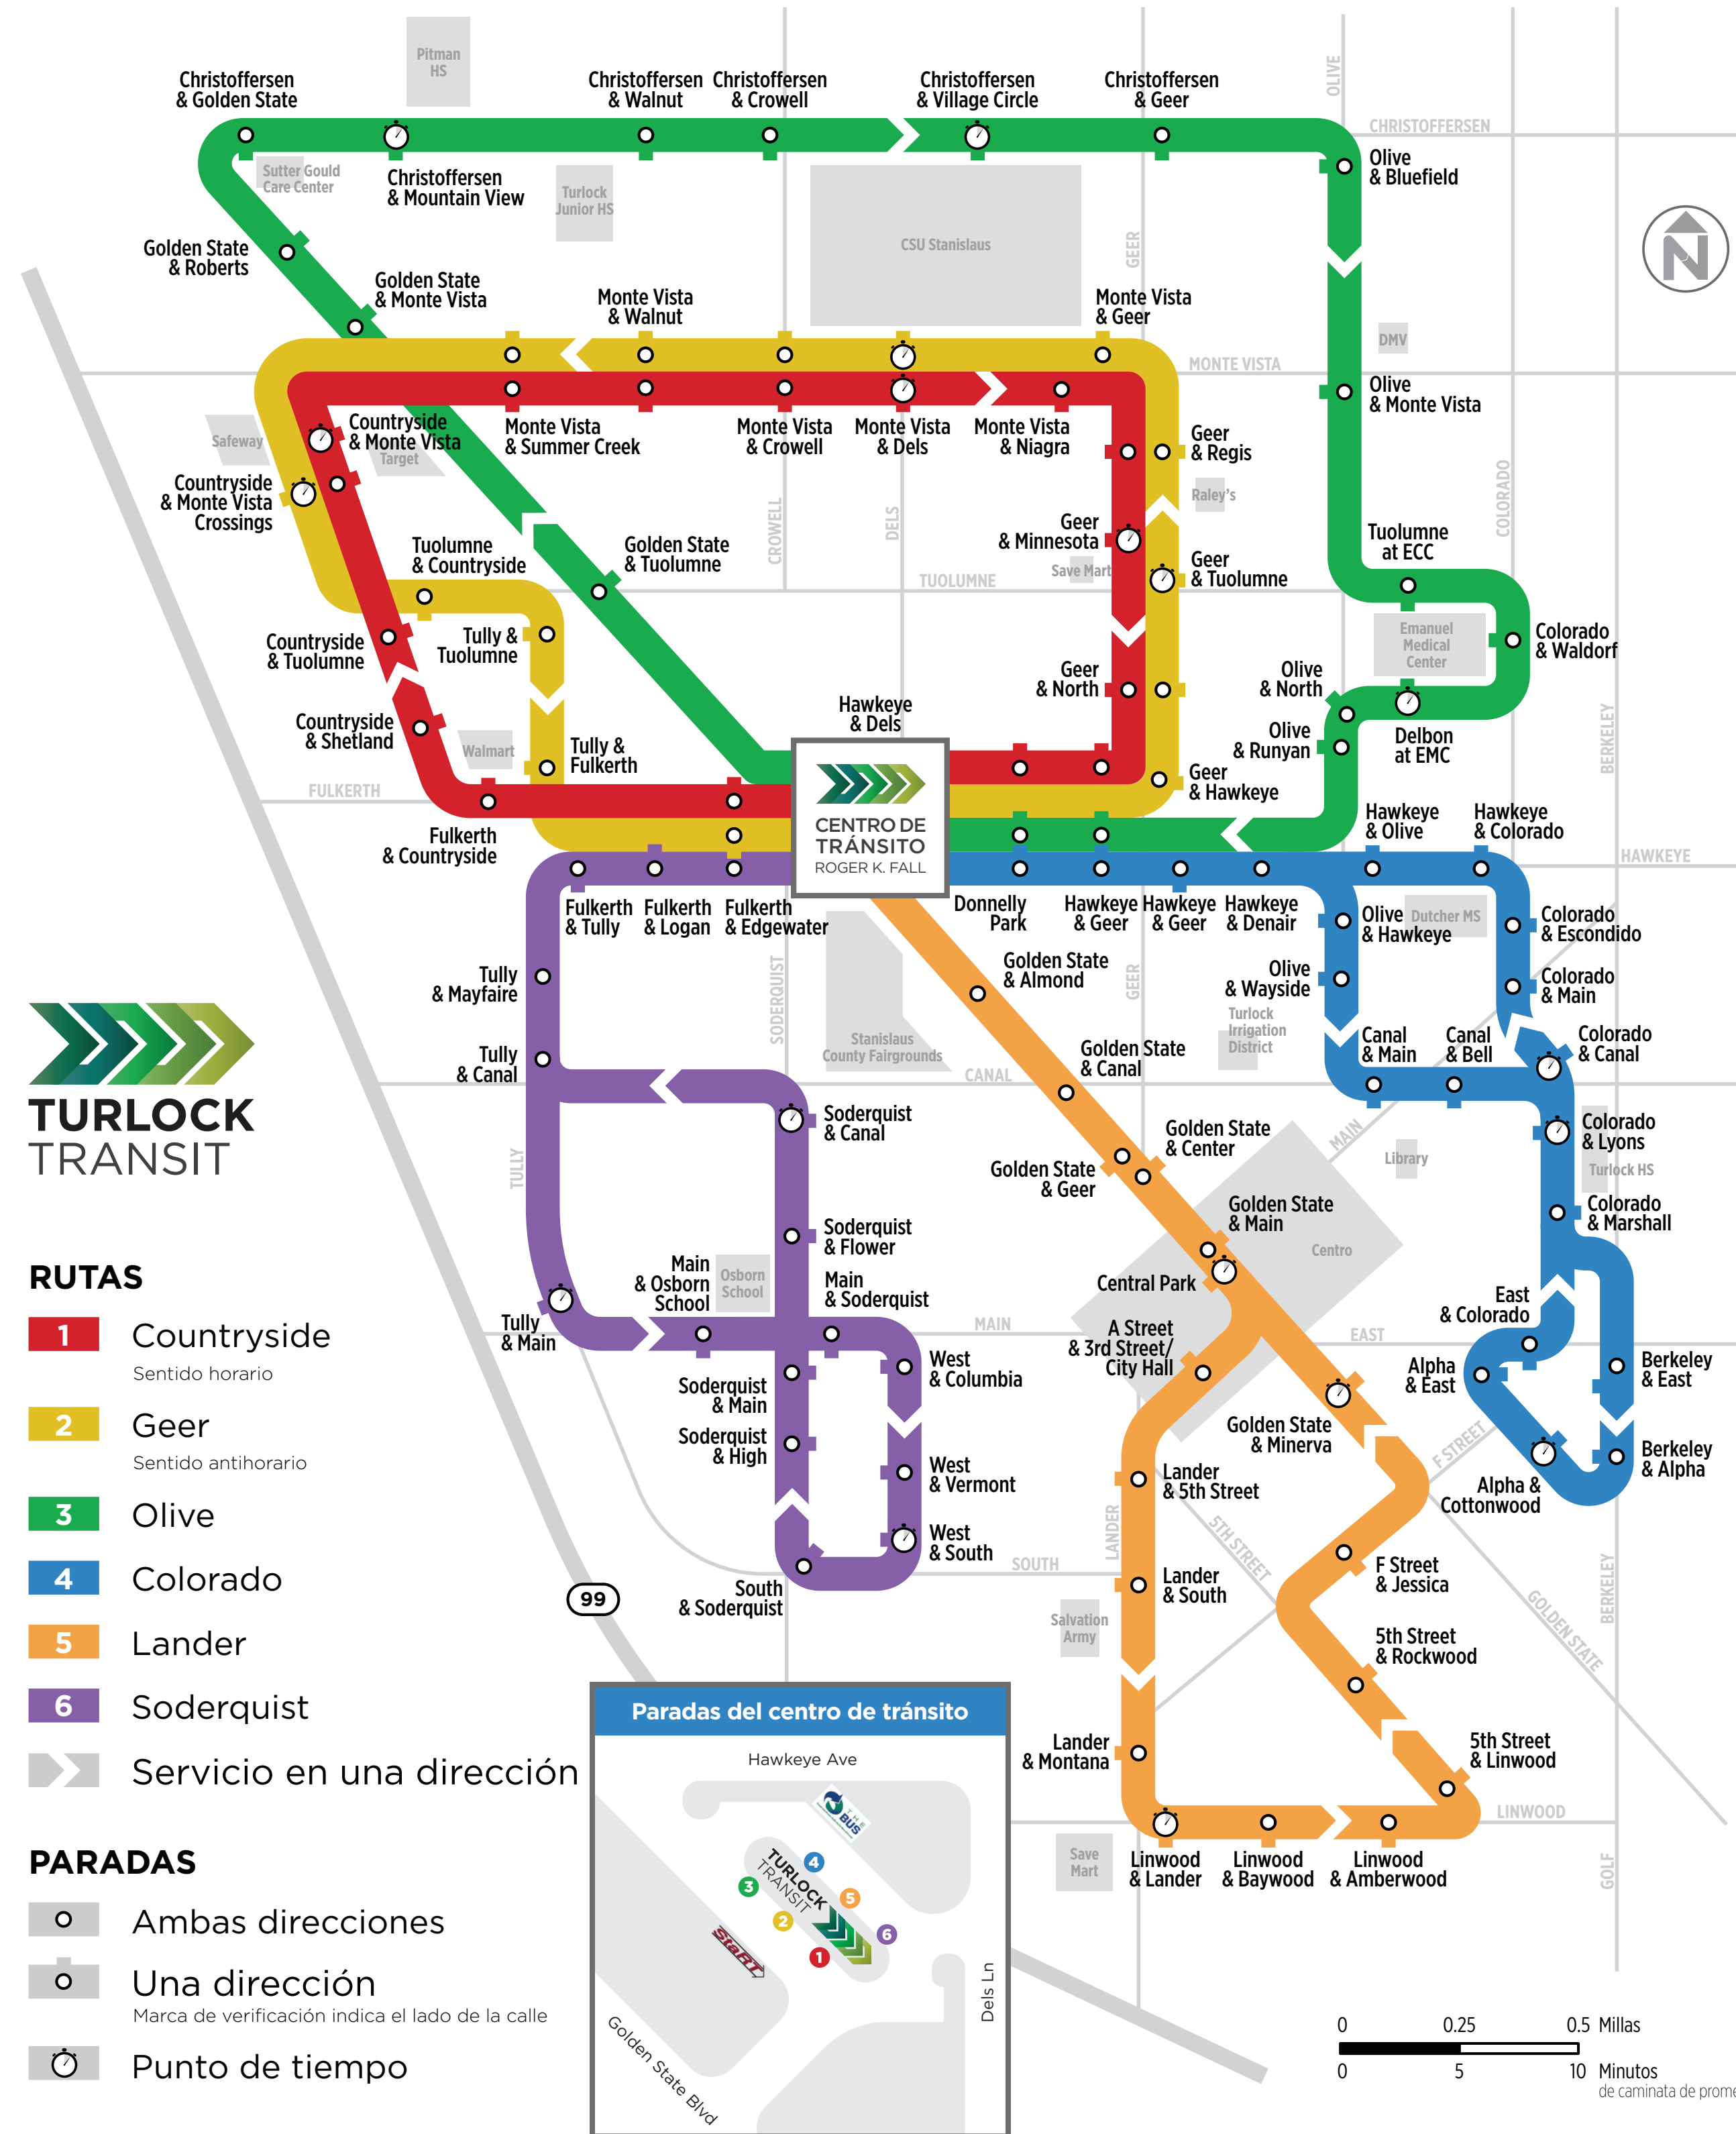 Pitman
HS
Christoffersen
& Golden State
Christoffersen
& Walnut
Christoffersen
& Crowell
Christoffersen
& Village Circle
Christoffersen
& Geer
OLIVE
CHRISTOFFERSEN
Sutter Gould
Care Center
Christoffersen
& Mountain View
Turlock
Junior HS
Olive
& Bluefield
CSU Stanislaus
GEER
N
Golden State
& Roberts
Golden State
& Monte Vista
Monte Vista
& Walnut
Monte Vista
& Geer
DMV
MONTE VISTA
Olive
& Monte Vista
Safeway
Countryside
& Monte Vista
Target
Monte Vista
& Summer Creek
Monte Vista
& Crowell
Monte Vista
& Dels
Monte Vista
& Niagra
Geer
& Regis
Countryside
& Monte Vista
Crossings
Raley's
COLORADO
CROWELL
DELS
Geer
& Minnesota
Tuolumne
at ECC
Tuolumne
& Countryside
Golden State
& Tuolumne
Save Mart
Geer
& Tuolumne
TUOLUMNE
Countryside
& Tuolumne
Tully &
Tuolumne
Emanuel
Medical
Center
Colorado
& Waldorf
Geer
& North
Olive
& North
Hawkeye
& Dels
Countryside
& Shetland
Walmart
Tully &
Fulkerth
Olive
& Runyan
Delbon
at EMC
BERKELEY
FULKERTH
Geer
& Hawkeye
CENTRO DE
TRÁNSITO
ROGER K. FALL
Fulkerth
& Countryside
Hawkeye
& Olive
Hawkeye
& Colorado
HAWKEYE
Fulkerth
& Tully
Fulkerth
& Logan
Fulkerth
& Edgewater
Donnelly
Park
Hawkeye
& Geer
Hawkeye
& Geer
Hawkeye
& Denair
Olive
& Hawkeye
Dutcher MS
Colorado
& Escondido
Tully
& Mayfaire
SODERQUIST
Golden State
& Almond
GEER
Olive
& Wayside
Colorado
& Main
Turlock
Irrigation
District
Stanislaus
County Fairgrounds
Tully
& Canal
Golden State
& Canal
Canal
& Main
Canal
& Bell
Colorado
& Canal
CANAL
TURLOCK
TRANSIT
Soderquist
& Canal
Golden State
& Center
MAIN
Library
Colorado
& Lyons
Turlock HS
TULLY
Golden State
& Geer
Golden State
& Main
Colorado
& Marshall
Soderquist
& Flower
Centro
RUTAS
Main
& Osborn
School
Osborn
School
Main
& Soderquist
Central Park
East
& Colorado
1 Countryside
Sentido horario
Tully
& Main
MAIN
A Street
& 3rd Street/
City Hall
EAST
Alpha
& East
Berkeley
& East
West
& Columbia
Soderquist
& Main
2 Geer
Sentido antihorario
Soderquist
& High
Golden State
& Minerva
F STREET
Berkeley
& Alpha
Alpha &
Cottonwood
West
& Vermont
Lander
& 5th Street
3 Olive
LANDER
5TH STREET
West
& South
SOUTH
4 Colorado
South
& Soderquist
99
Lander
& South
F Street
& Jessica
BERKELEY
GOLDEN STATE
5 Lander
Salvation
Army
5th Street
& Rockwood
6 Soderquist
Paradas del centro de tránsito
Servicio en una dirección
Hawkeye Ave
Lander
& Montana
5th Street
& Linwood
LINWOOD
THE
BUS
TURLOCK
TRANSIT
4
3
5
2
6
1
StaRT
Dels Ln
Golden State Blvd
Save
Mart
Linwood
& Lander
Linwood
& Baywood
Linwood
& Amberwood
GOLF
PARADAS
Ambas direcciones
Una dirección
Marca de verificación indica el lado de la calle
Punto de tiempo
0 0.25 0.5 Millas
0 5 10 Minutos
de caminata de prome